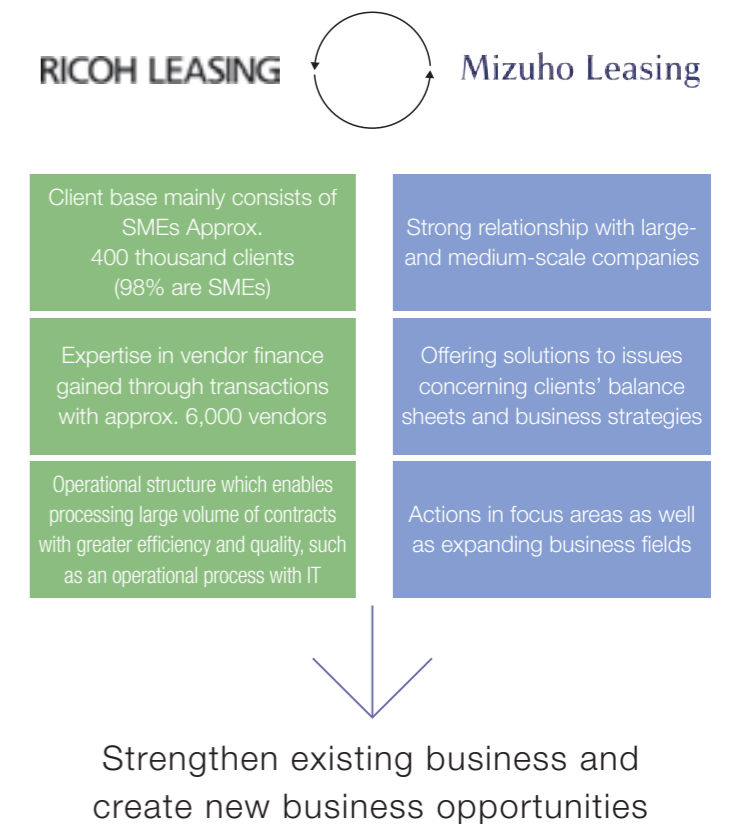 RICOH LEASING
Mizuho Leasing
Client base mainly consists of
SMEs Approx.
400 thousand clients
(98% are SMEs)
Strong relationship with large-
and medium-scale companies
Expertise in vendor finance
gained through transactions
with approx. 6,000 vendors
Offering solutions to issues
concerning clients’ balance
sheets and business strategies
Operational structure which enables
processing large volume of contracts
with greater efficiency and quality, such
as an operational process with IT
Actions in focus areas as well
as expanding business fields
Strengthen existing business and
create new business opportunities